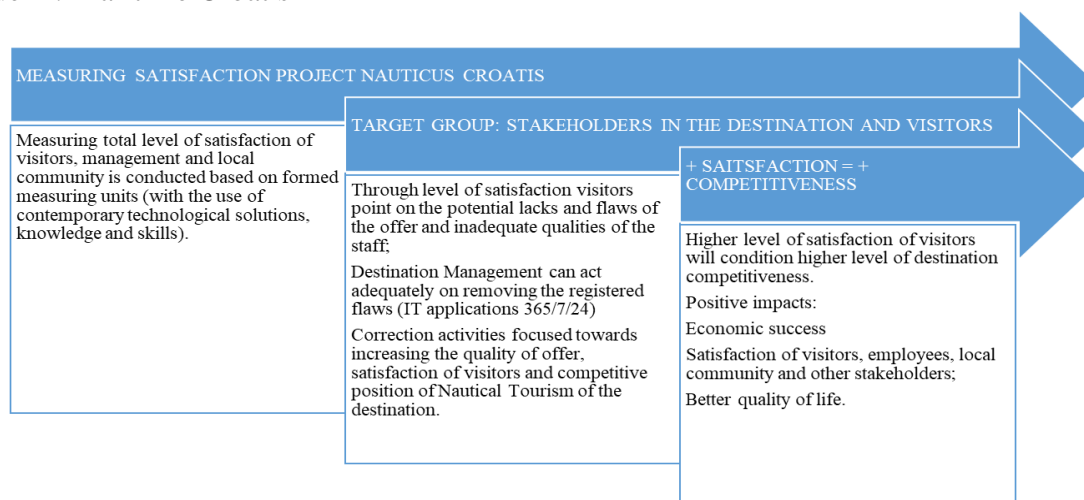 MEASURING SATISFACTION PROJECT NAUTICUS CROATIS
Measuring total level of satisfaction of
visitors, management and local
community is conducted based on formed
measuring units (with the use of
contemporary technological solutions,
knowledge and skills).
TARGET GROUP: STAKEHOLDERS IN THE DESTINATION AND VISITORS
Through level of satisfaction visitors
point on the potential lacks and flaws of
the offer and inadequate qualities of the
staff;
Destination Management can act
adequately on removing the registered
flaws (IT applications 365/7/24)
Correction activities focused towards
increasing the quality of offer,
satisfaction of visitors and competitive
position of Nautical Tourism of the
destination.
+ SAITSFACTION = +
COMPETITIVENESS
Higher level of satisfaction of visitors
will condition higher level of destination
competitiveness.
Positive impacts:
Economic success
Satisfaction of visitors, employees, local
community and other stakeholders;
Better quality of life.